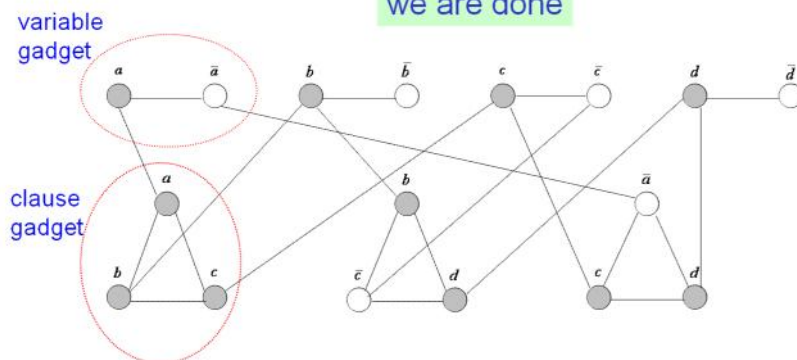 we are done
variable
gadget
a ā b b̄ c c̄ d d̄
clause
gadget
a b ā
b c c̄ d c d